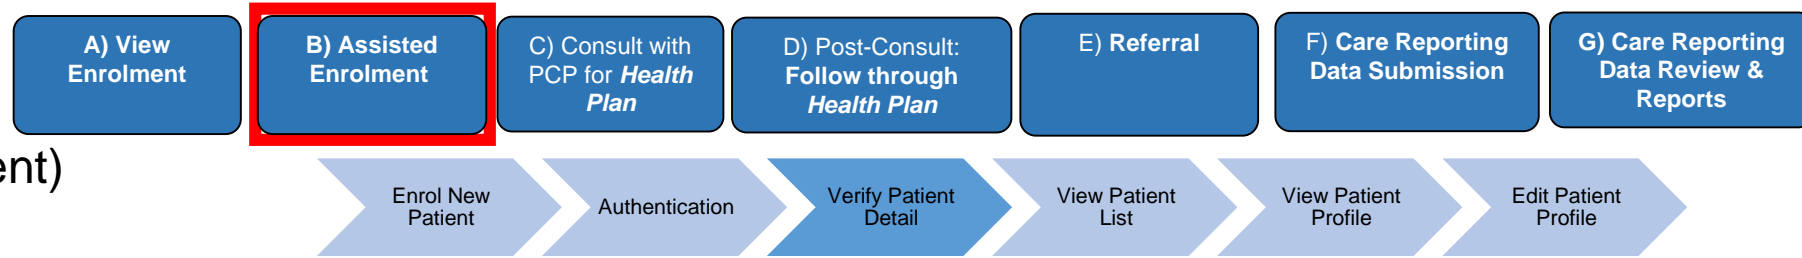 A) View
Enrolment
B) Assisted
Enrolment
C) Consult with
PCP for Health
Plan
D) Post-Consult:
Follow through
Health Plan
E) Referral
F) Care Reporting
Data Submission
G) Care Reporting
Data Review &
Reports
ent)
Enrol New
Patient
Authentication
Verify Patient
Detail
View Patient
List
View Patient
Profile
Edit Patient
Profile